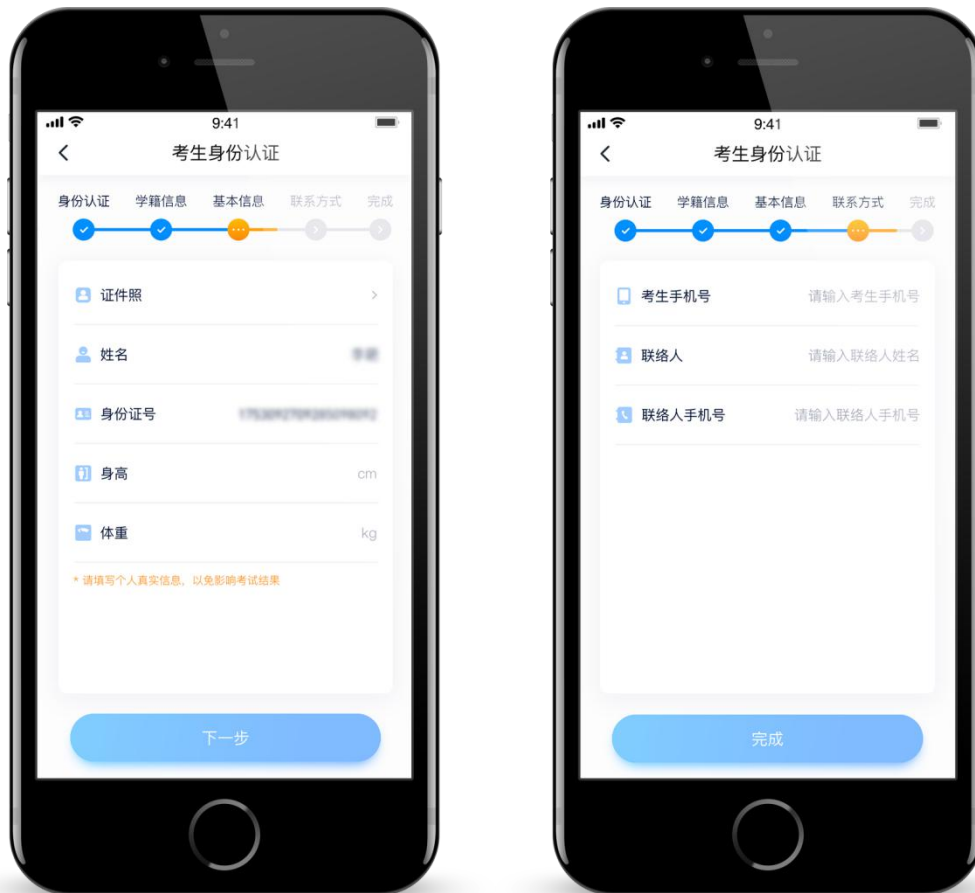 9:41
考生身份认证
身份认证 学籍信息 基本信息 联系方式 完成
证件照
姓名
身份证号
身高 cm
体重 kg
* 请填写个人真实信息，以免影响考试结果
下一步
9:41
考生身份认证
身份认证 学籍信息 基本信息 联系方式 完成
考生手机号 请输入考生手机号
联络人 请输入联络人姓名
联络人手机号 请输入联络人手机号
完成